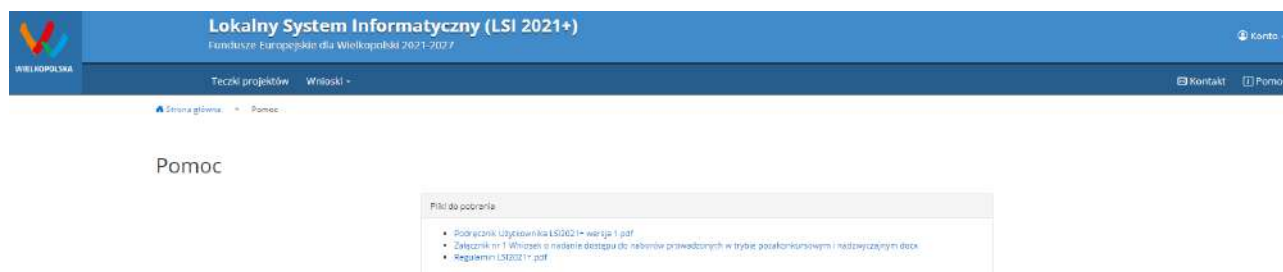 Lokalny System Informatyczny (LSI 2021+)
Fundusze Europejskie dla Wielkopolski 2021-2027
Konto
WIELKOPOLSKA
Teczki projektów Wnioski
Kontakt Pomo
Strona główna Pomoc
Pomoc
Pliki do pobrania
Podręcznik Użytkownika LSI2021+ wersja 1.pdf
Załącznik nr 1 Wniosek o nadanie dostępu do naborów prowadzonych w trybie pozakonkursowym i nadzwyczajnym.docx
Regulamin LSI2021+.pdf